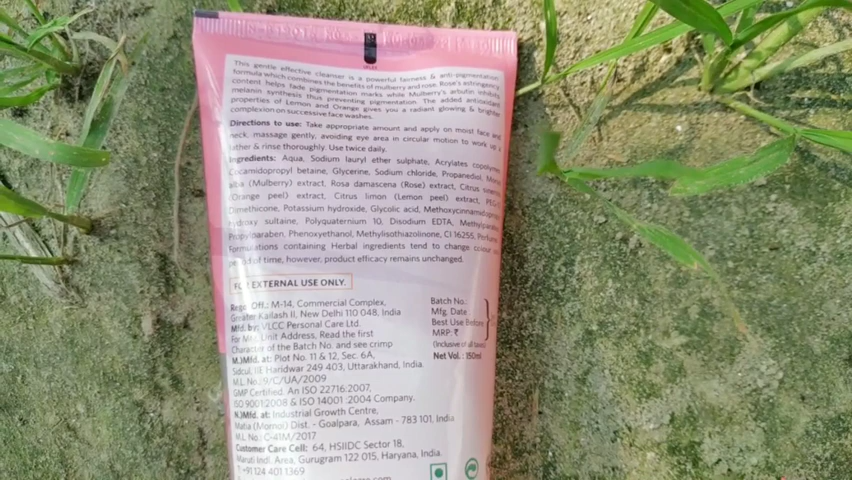 This gentle effective cleanser is a powerful fairness & anti-pigmentation
formula which combines the benefits of mulberry and rose. Rose's astringency
content helps fade pigmentation marks while Mulberry's arbutin inhibits
melanin synthesis thus preventing pigmentation. The added antioxidant
properties of Lemon and Orange gives you a radiant glowing & brighter
complexion on successive face washes.
Directions to use: Take appropriate amount and apply on moist face and
neck, massage gently, avoiding eye area in circular motion to work up a
lather & rinse thoroughly. Use twice daily.
Ingredients: Aqua, Sodium lauryl ether sulphate, Acrylates copolymer,
Cocamidopropyl betaine, Glycerine, Sodium chloride, Propanediol,
alba (Mulberry) extract, Rosa damascena (Rose) extract, Citrus
(Orange peel) extract, Citrus limon (Lemon peel) extract,
Dimethicone, Potassium hydroxide, Glycolic acid,
hydroxy sultaine, Polyquaternium 10, Disodium EDTA,
Propylparaben, Phenoxyethanol, Methylisothiazolinone, CI 16255,
Formulations containing Herbal ingredients tend to change colour
period of time, however, product efficacy remains unchanged.
FOR EXTERNAL USE ONLY.
Regd. Off.: M-14, Commercial Complex,
Greater Kailash II, New Delhi 110 048, India
Mfd. by: VLCC Personal Care Ltd.
For Mfg. Unit Address, Read the first
Character of the Batch No. and see crimp
M.)Mfd. at: Plot No. 11 & 12, Sec. 6A,
Sidcul, IIE Haridwar 249 403, Uttarakhand, India.
M.L. No.: 9/C/UA/2009
GMP Certified. An ISO 22716:2007,
ISO 9001:2008 & ISO 14001 :2004 Company.
N.)Mfd. at: Industrial Growth Centre,
Matia (Mornoi) Dist. - Goalpara, Assam - 783 101, India
M.L No.: C-41M/2017
Customer Care Cell: 64, HSIIDC Sector 18,
Maruti Indl. Area, Gurugram 122 015, Haryana, India.
T: +91 124 401 1369
Batch No.:
Mfg. Date :
Best Use Before
MRP: ₹
(Inclusive of all taxes)
Net Vol. : 150ml